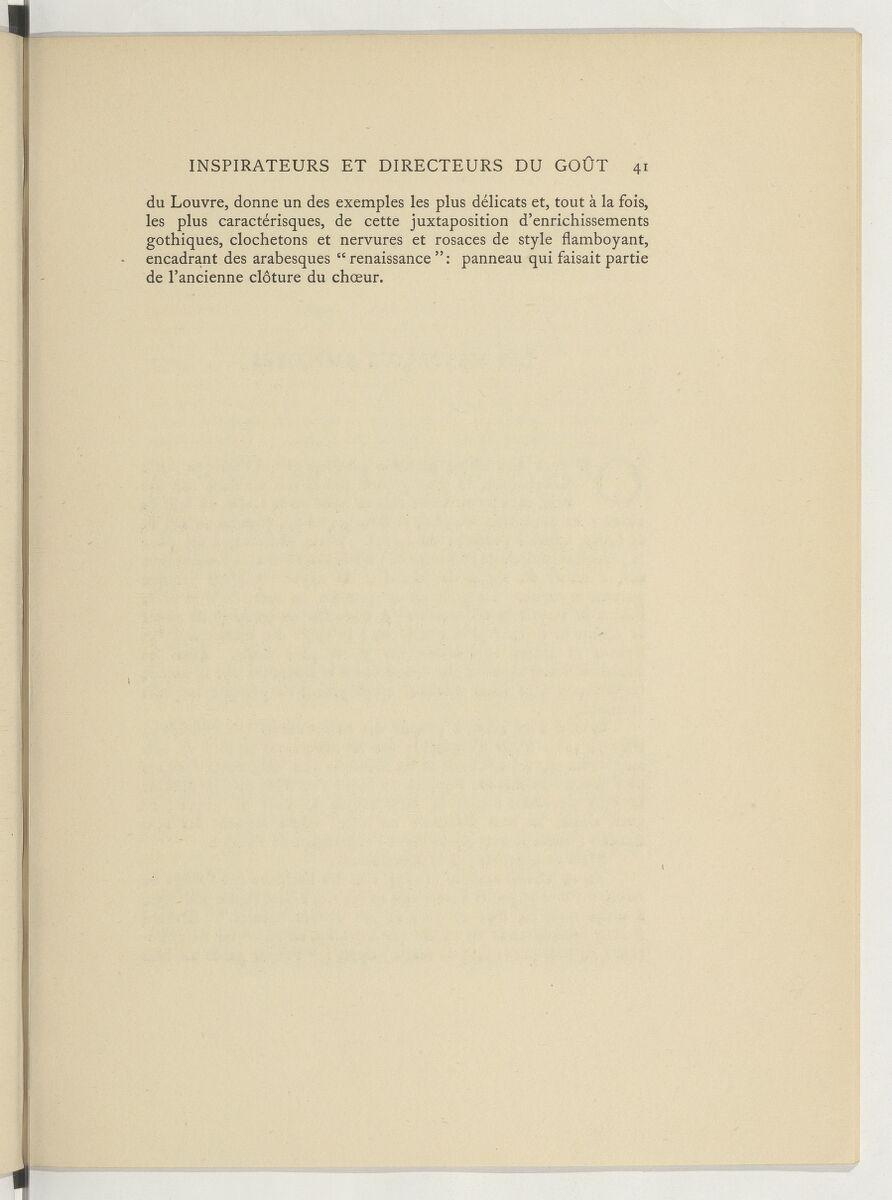 INSPIRATEURS ET DIRECTEURS DU GOÛT 41
du Louvre, donne un des exemples les plus délicats et, tout à la fois,
les plus caractérisques, de cette juxtaposition d’enrichissements
gothiques, clochetons et nervures et rosaces de style flamboyant,
encadrant des arabesques “ renaissance ” : panneau qui faisait partie
de l’ancienne clôture du chœur.